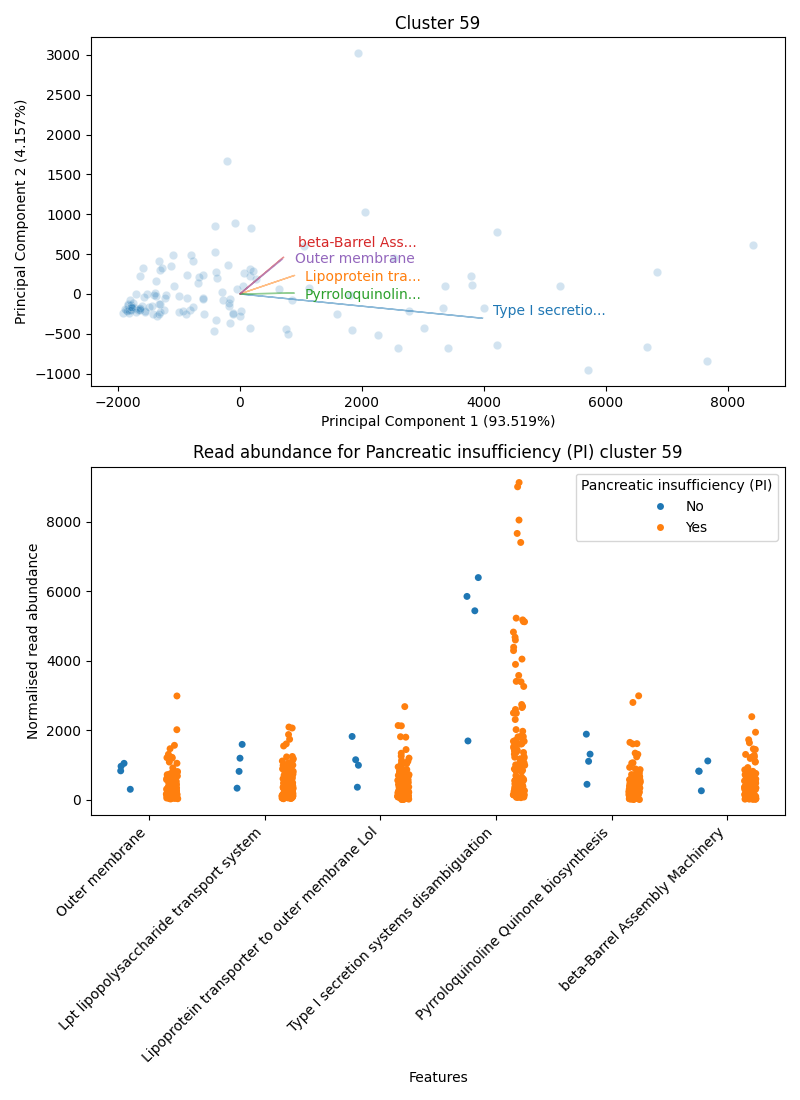 Cluster 59
3000
2500
2000
1500
1000
500
0
−500
−1000
Principal Component 2 (4.157%)
beta-Barrel Ass...
Outer membrane
Lipoprotein tra...
Pyrroloquinolin...
Type I secretio...
−2000
0
2000
4000
6000
8000
Principal Component 1 (93.519%)
Read abundance for Pancreatic insufficiency (PI) cluster 59
Pancreatic insufficiency (PI)
No
Yes
8000
6000
4000
2000
0
Normalised read abundance
Outer membrane
Lpt lipopolysaccharide transport system
Lipoprotein transporter to outer membrane Lol
Type I secretion systems disambiguation
Pyrroloquinoline Quinone biosynthesis
beta-Barrel Assembly Machinery
Features